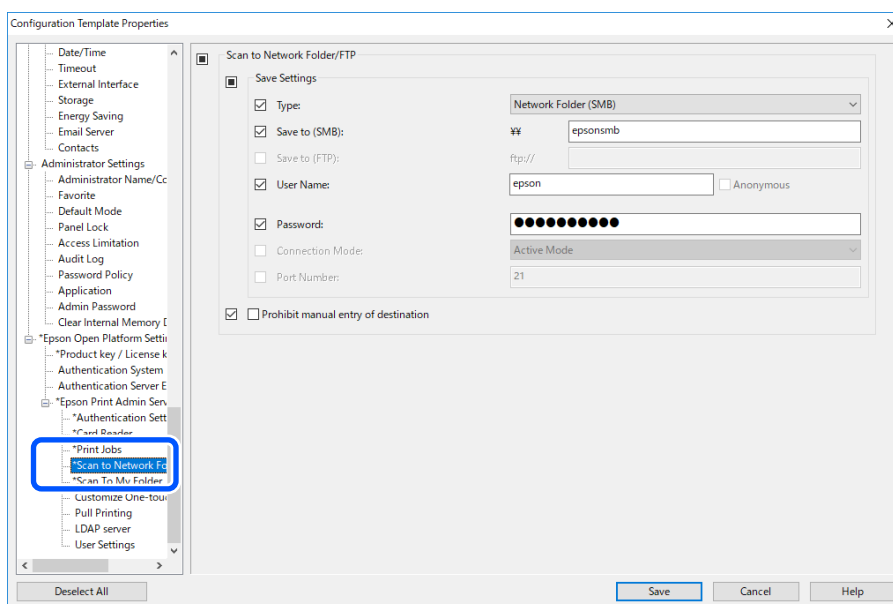 Configuration Template Properties
Date/Time
Timeout
External Interface
Storage
Energy Saving
Email Server
Contacts
Administrator Settings
Administrator Name/Co
Favorite
Default Mode
Panel Lock
Access Limitation
Audit Log
Password Policy
Application
Admin Password
Clear Internal Memory D
*Epson Open Platform Settin
*Product key / License k
Authentication System
Authentication Server E
*Epson Print Admin Serv
*Authentication Sett
*Card Reader
*Print Jobs
*Scan to Network Fo
*Scan To My Folder
Customize One-touc
Pull Printing
LDAP server
User Settings
Scan to Network Folder/FTP
Save Settings
Type: Network Folder (SMB)
Save to (SMB): ¥¥ epsonsmb
Save to (FTP): ftp://
User Name: epson Anonymous
Password: ●●●●●●●●●●
Connection Mode: Active Mode
Port Number: 21
Prohibit manual entry of destination
Deselect All Save Cancel Help